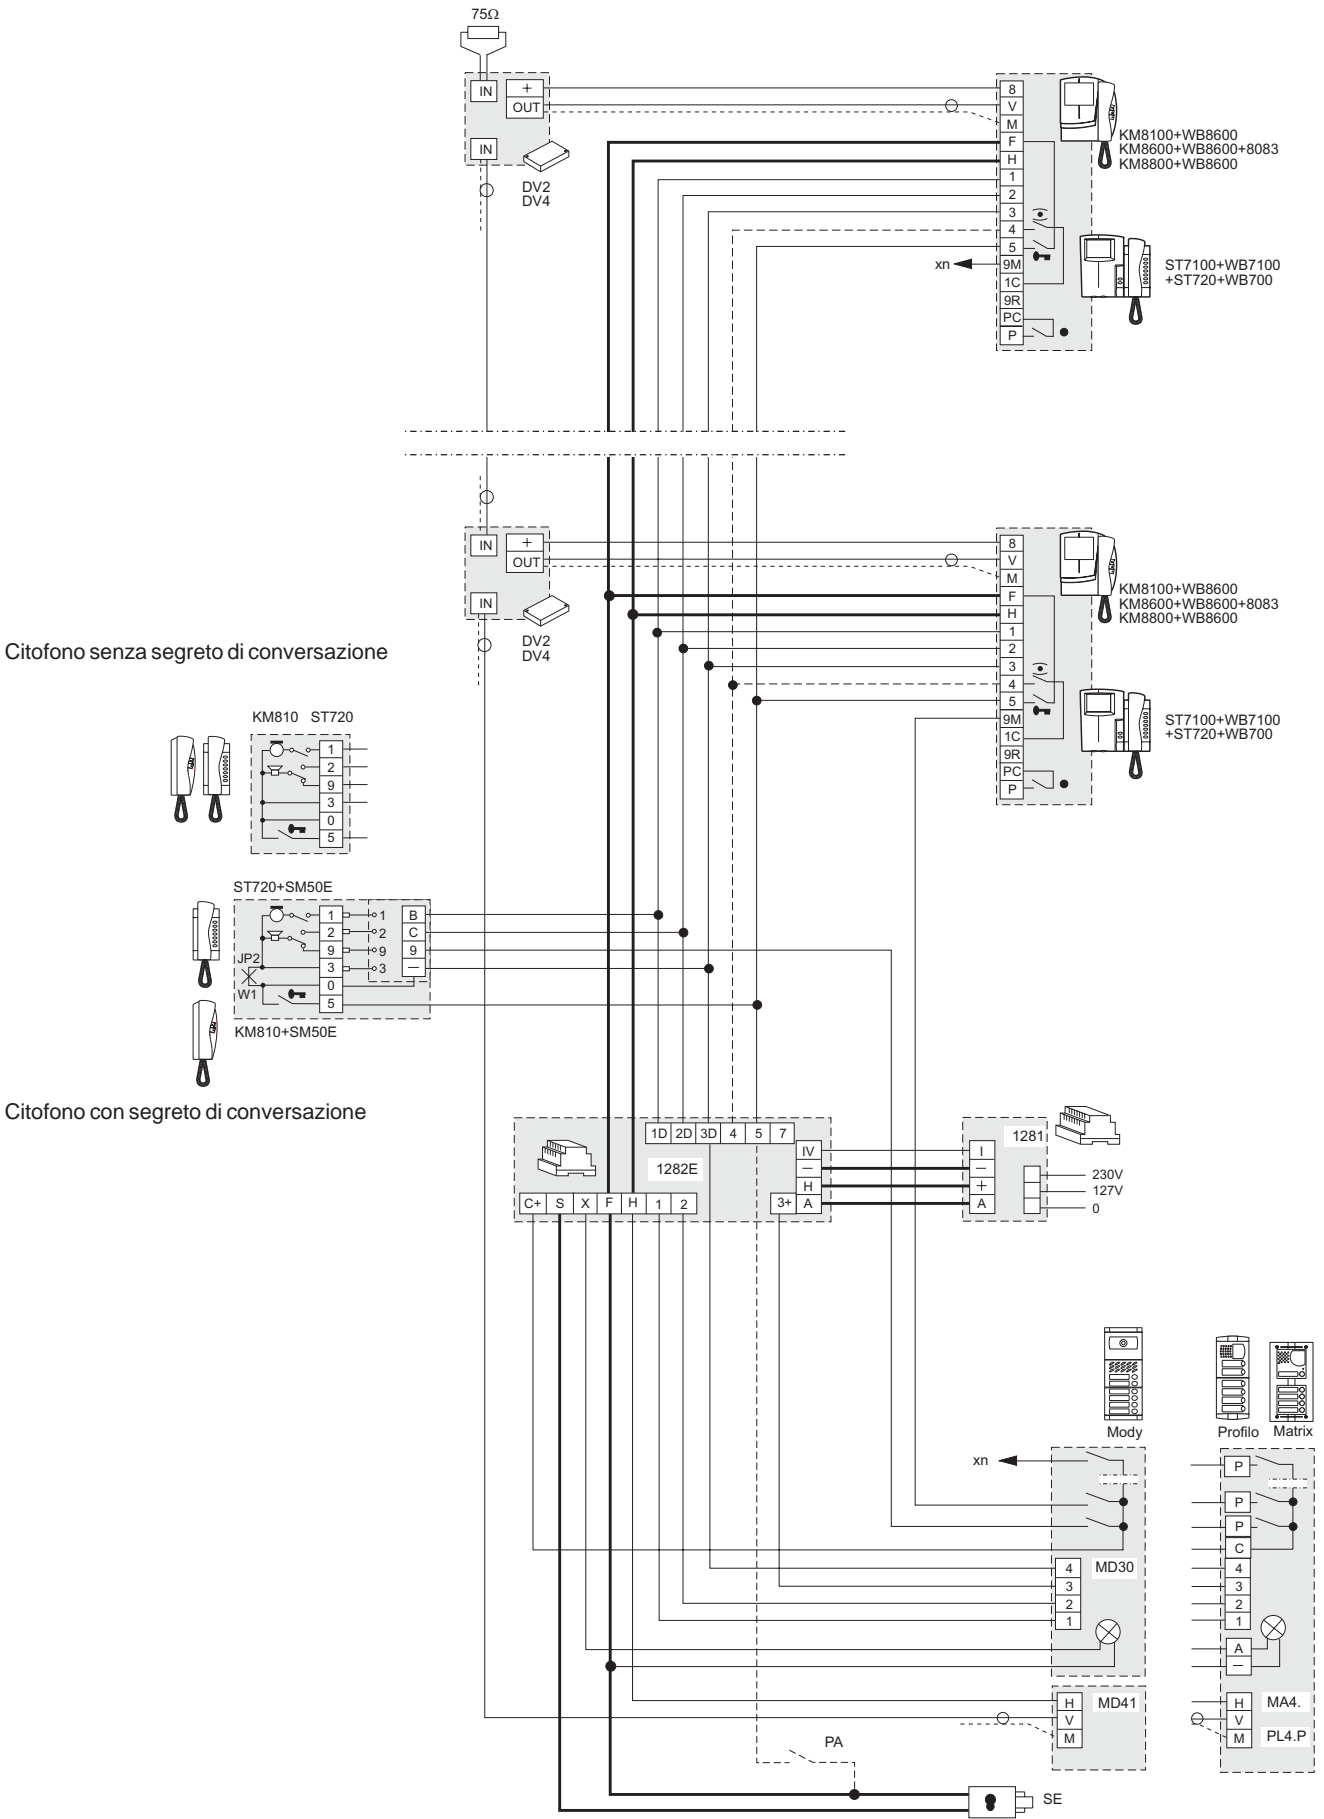 75Ω
IN
+
OUT
IN
DV2
DV4
8
V
M
F
H
1
2
3
4
5
9M
1C
9R
PC
P
xn
KM8100+WB8600
KM8600+WB8600+8083
KM8800+WB8600
ST7100+WB7100
+ST720+WB700
IN
+
OUT
IN
DV2
DV4
8
V
M
F
H
1
2
3
4
5
9M
1C
9R
PC
P
KM8100+WB8600
KM8600+WB8600+8083
KM8800+WB8600
ST7100+WB7100
+ST720+WB700
Citofono senza segreto di conversazione
KM810 ST720
1
2
9
3
0
5
ST720+SM50E
1 1 B
2 2 C
9 9 9
3 3 —
0
5
JP2
W1
KM810+SM50E
Citofono con segreto di conversazione
1D 2D 3D 4 5 7
1282E
IV
—
H
3+ A
C+ S X F H 1 2
1281
I
–
+
A
230V
127V
0
Mody
Profilo
Matrix
xn
MD30
4
3
2
1
MD41
H
V
M
P
P
P
C
4
3
2
1
A
—
H
V
M
MA4.
PL4.P
PA
SE